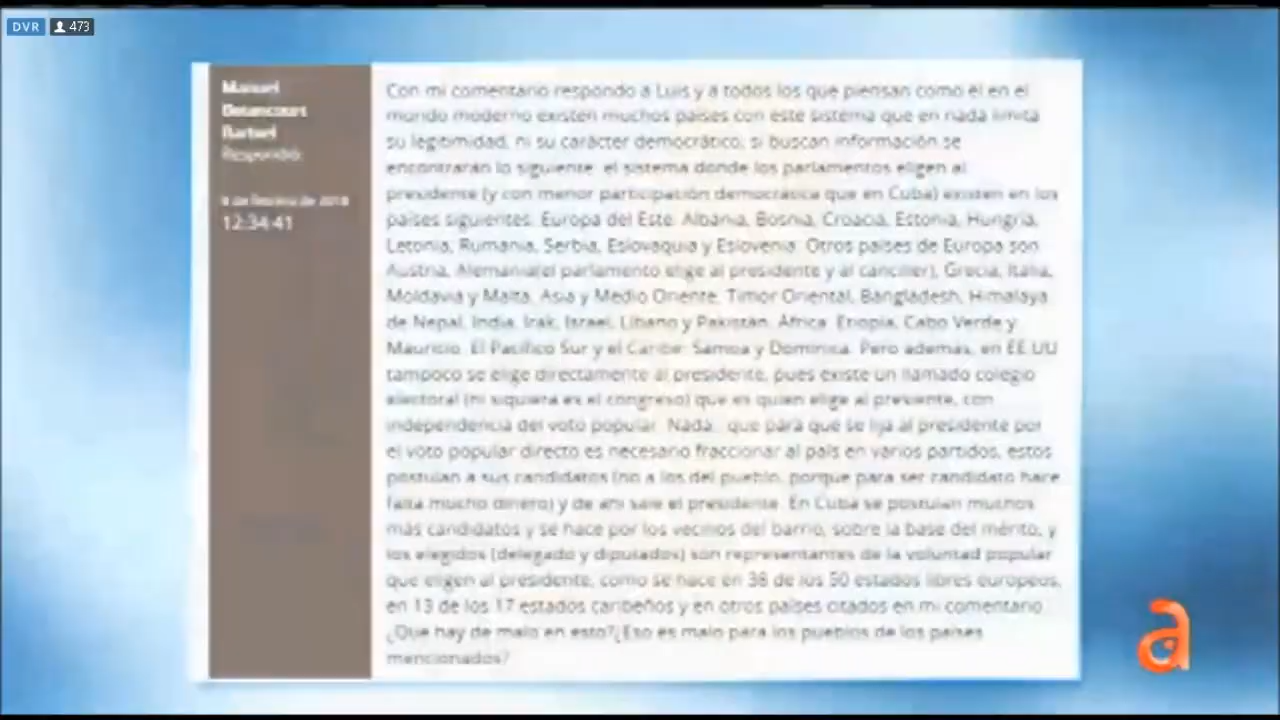 DVR 473
Manuel
Betancourt
Respondió:
12:34:41
Con mi comentario respondo a Luis y a todos los que piensan como él en el
mundo moderno existen muchos países con este sistema que en nada limita
su legitimidad, ni su carácter democrático, si buscan información se
encontrarán lo siguiente: el sistema donde los parlamentos eligen al
presidente (y con menor participación democrática que en Cuba) existen en los
países siguientes: Europa del Este: Albania, Bosnia, Croacia, Estonia, Hungría,
Letonia, Rumania, Serbia, Eslovaquia y Eslovenia. Otros países de Europa son
Austria, Alemania(el parlamento elige al presidente y al canciller), Grecia, Italia,
Moldavia y Malta. Asia y Medio Oriente: Timor Oriental, Bangladesh, Himalaya
de Nepal, India, Irak, Israel, Líbano y Pakistán. África: Etiopía, Cabo Verde y
Mauricio. El Pacífico Sur y el Caribe: Samoa y Dominica. Pero además, en EE.UU
tampoco se elige directamente al presidente, pues existe un llamado colegio
electoral (ni siquiera es el congreso) que es quien elige al presiente, con
independencia del voto popular. Nada... que para que se lija al presidente por
el voto popular directo es necesario fraccionar al país en varios partidos, estos
postulan a sus candidatos (no a los del pueblo, porque para ser candidato hace
falta mucho dinero) y de ahí sale el presidente. En Cuba se postulan muchos
más candidatos y se hace por los vecinos del barrio, sobre la base del mérito, y
los elegidos (delegado y diputados) son representantes de la voluntad popular
que eligen al presidente, como se hace en 38 de los 50 estados libres europeos,
en 13 de los 17 estados caribeños y en otros países citados en mi comentario.
¿Que hay de malo en esto?¿Eso es malo para los pueblos de los países
mencionados?
a